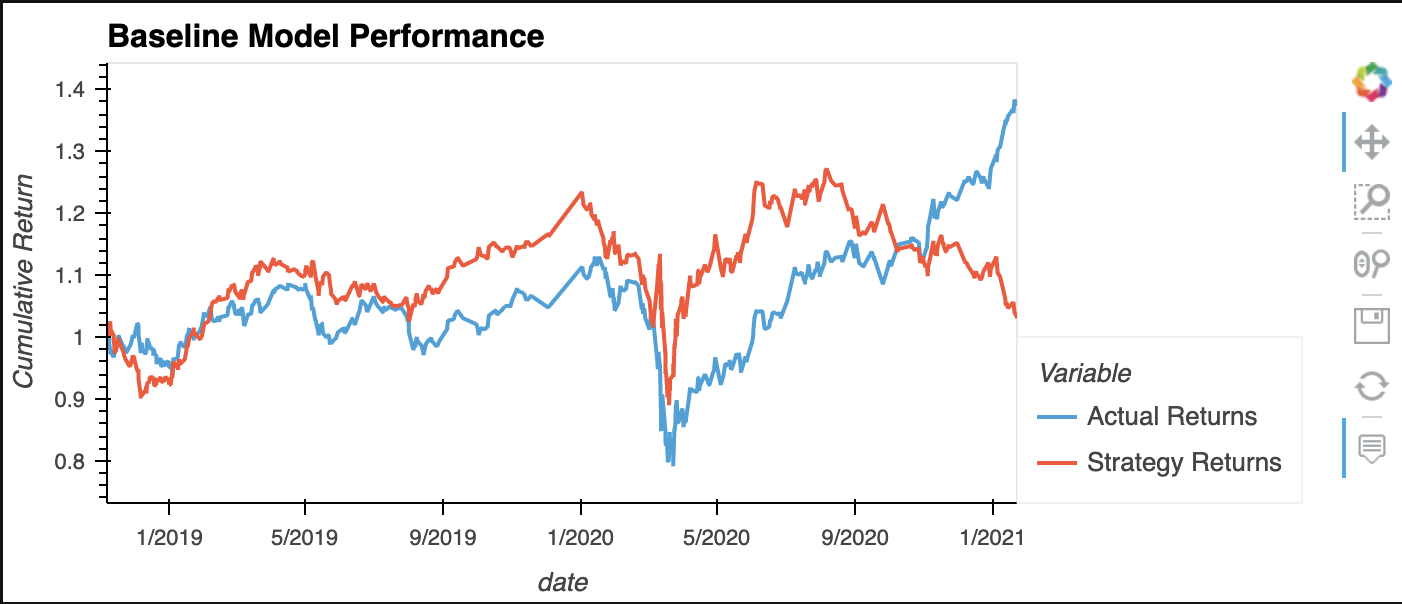 Baseline Model Performance
1.4
1.3
1.2
1.1
1
0.9
0.8
Cumulative Return
1/2019
5/2019
9/2019
1/2020
5/2020
9/2020
1/2021
date
Variable
Actual Returns
Strategy Returns